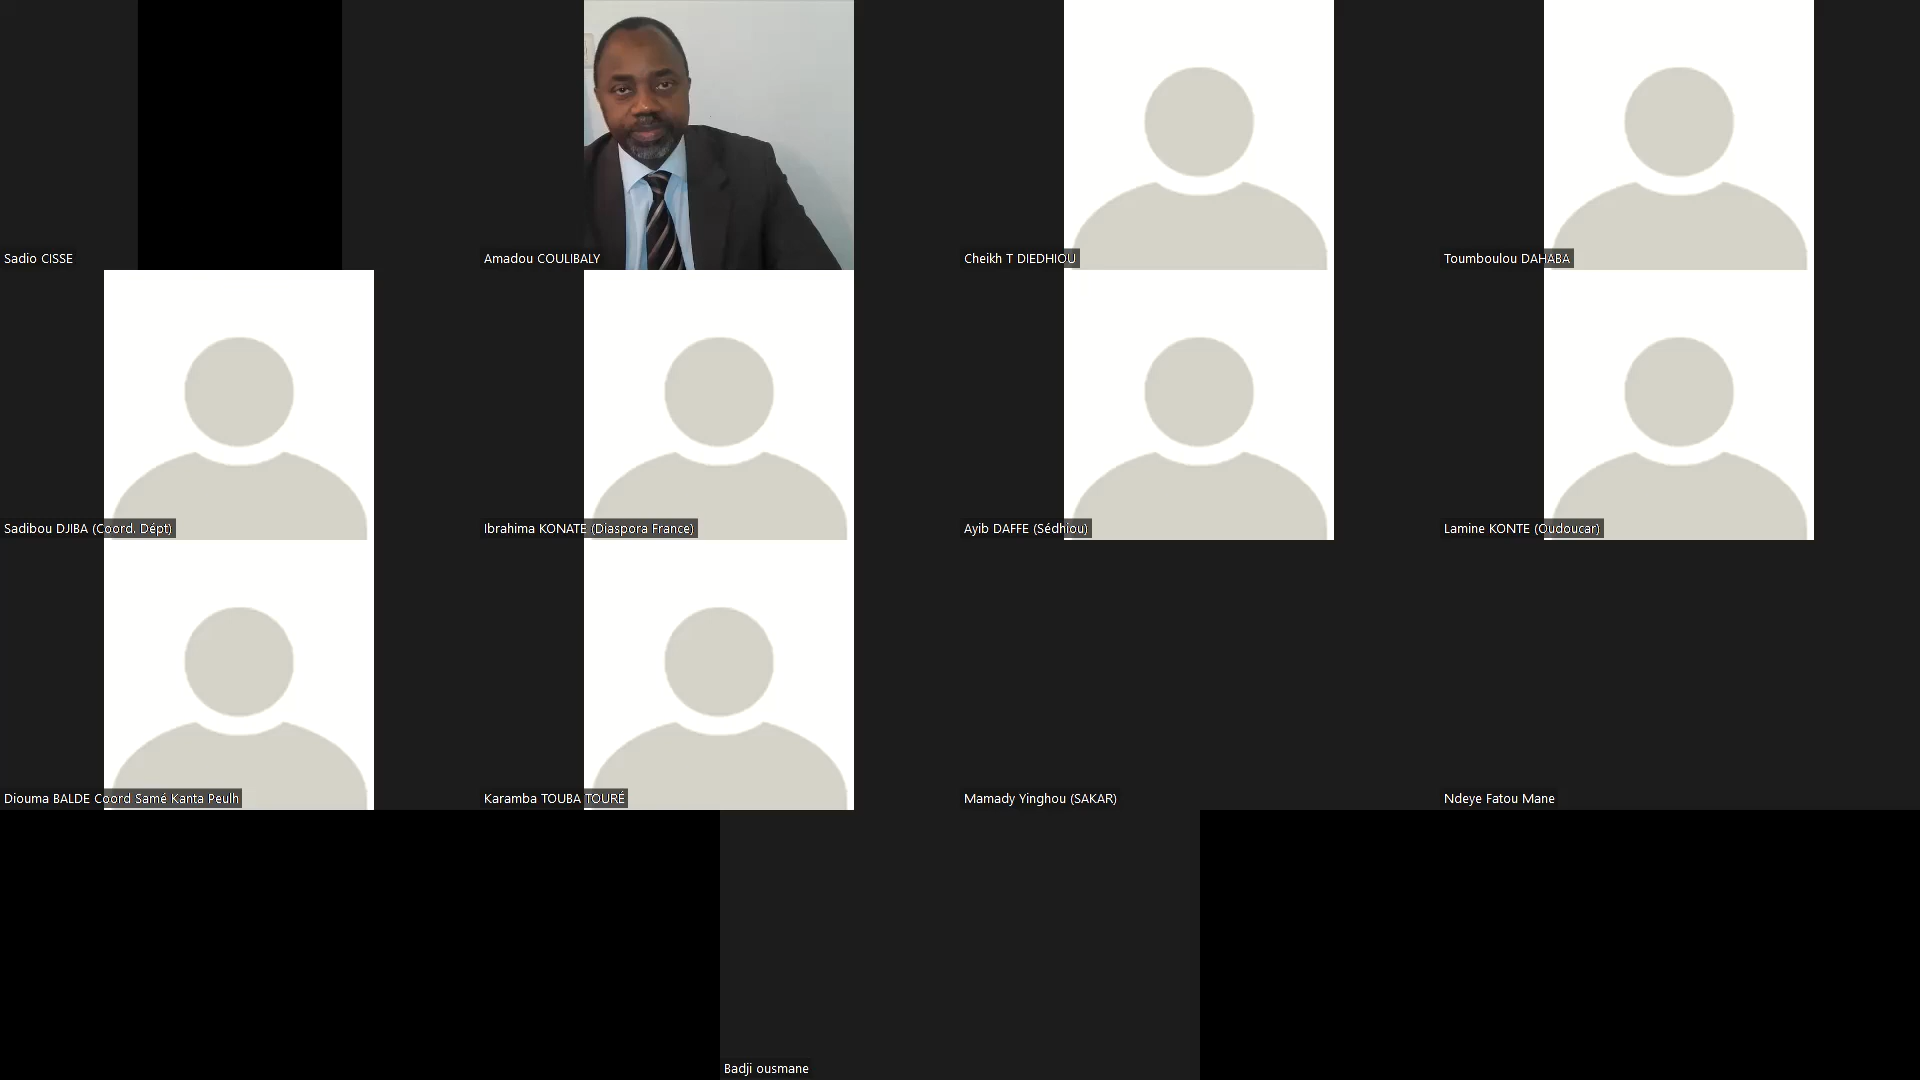 Sadio CISSE
Amadou COULIBALY
Cheikh T DIEDHIOU
Toumboulou DAHABA
Sadibou DJIBA (Coord. Dépt)
Ibrahima KONATE (Diaspora France)
Ayib DAFFE (Sédhiou)
Lamine KONTE (Oudoucar)
Diouma BALDE Coord Samé Kanta Peulh
Karamba TOUBA TOURÉ
Mamady Yinghou (SAKAR)
Ndeye Fatou Mane
Badji ousmane